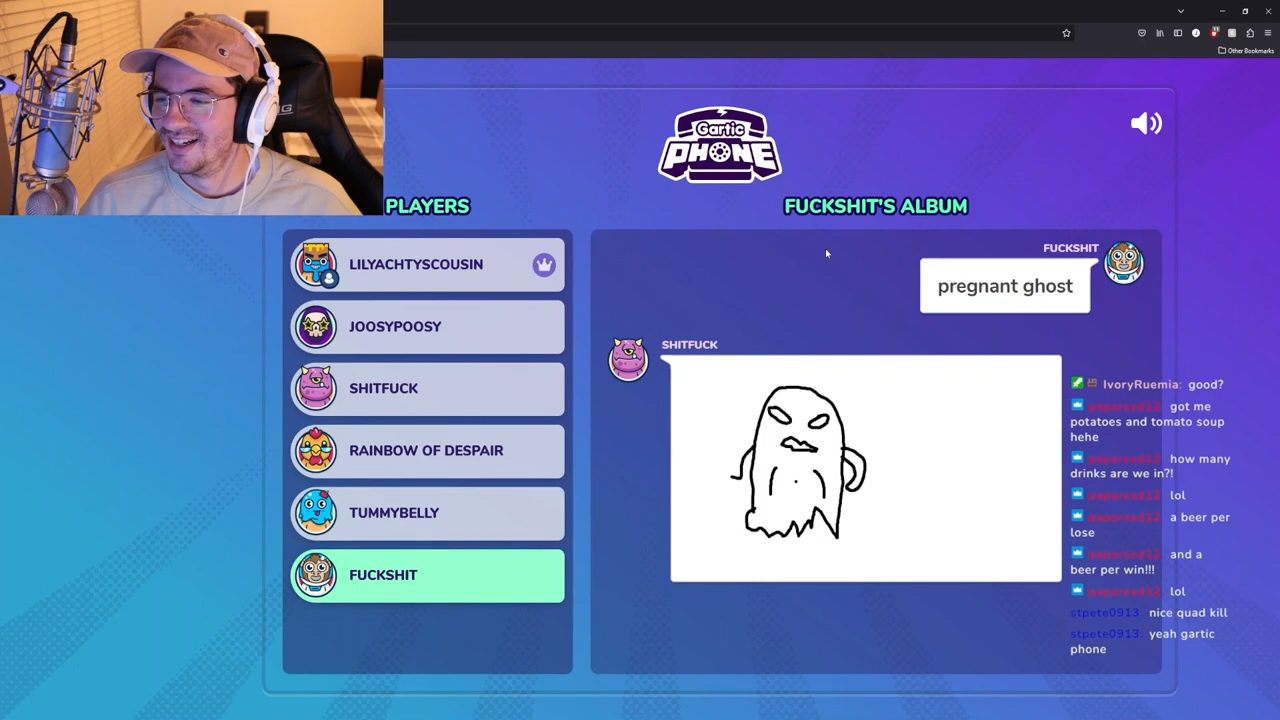 Other Bookmarks
Gartic
PHONE
PLAYERS
FUCKSHIT'S ALBUM
LILYACHTYSCOUSIN
JOOSYPOOSY
SHITFUCK
RAINBOW OF DESPAIR
TUMMYBELLY
FUCKSHIT
FUCKSHIT
pregnant ghost
SHITFUCK
IvoryRuemia: good?
got me
potatoes and tomato soup
hehe
how many
drinks are we in?!
lol
a beer per
lose
and a
beer per win!!!
lol
stpete0913: nice quad kill
stpete0913: yeah gartic
phone